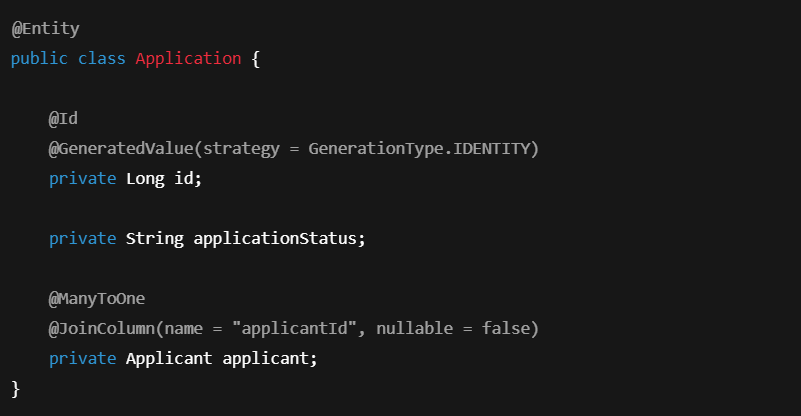 @Entity
public class Application {
@Id
@GeneratedValue(strategy = GenerationType.IDENTITY)
private Long id;
private String applicationStatus;
@ManyToOne
@JoinColumn(name = "applicantId", nullable = false)
private Applicant applicant;
}